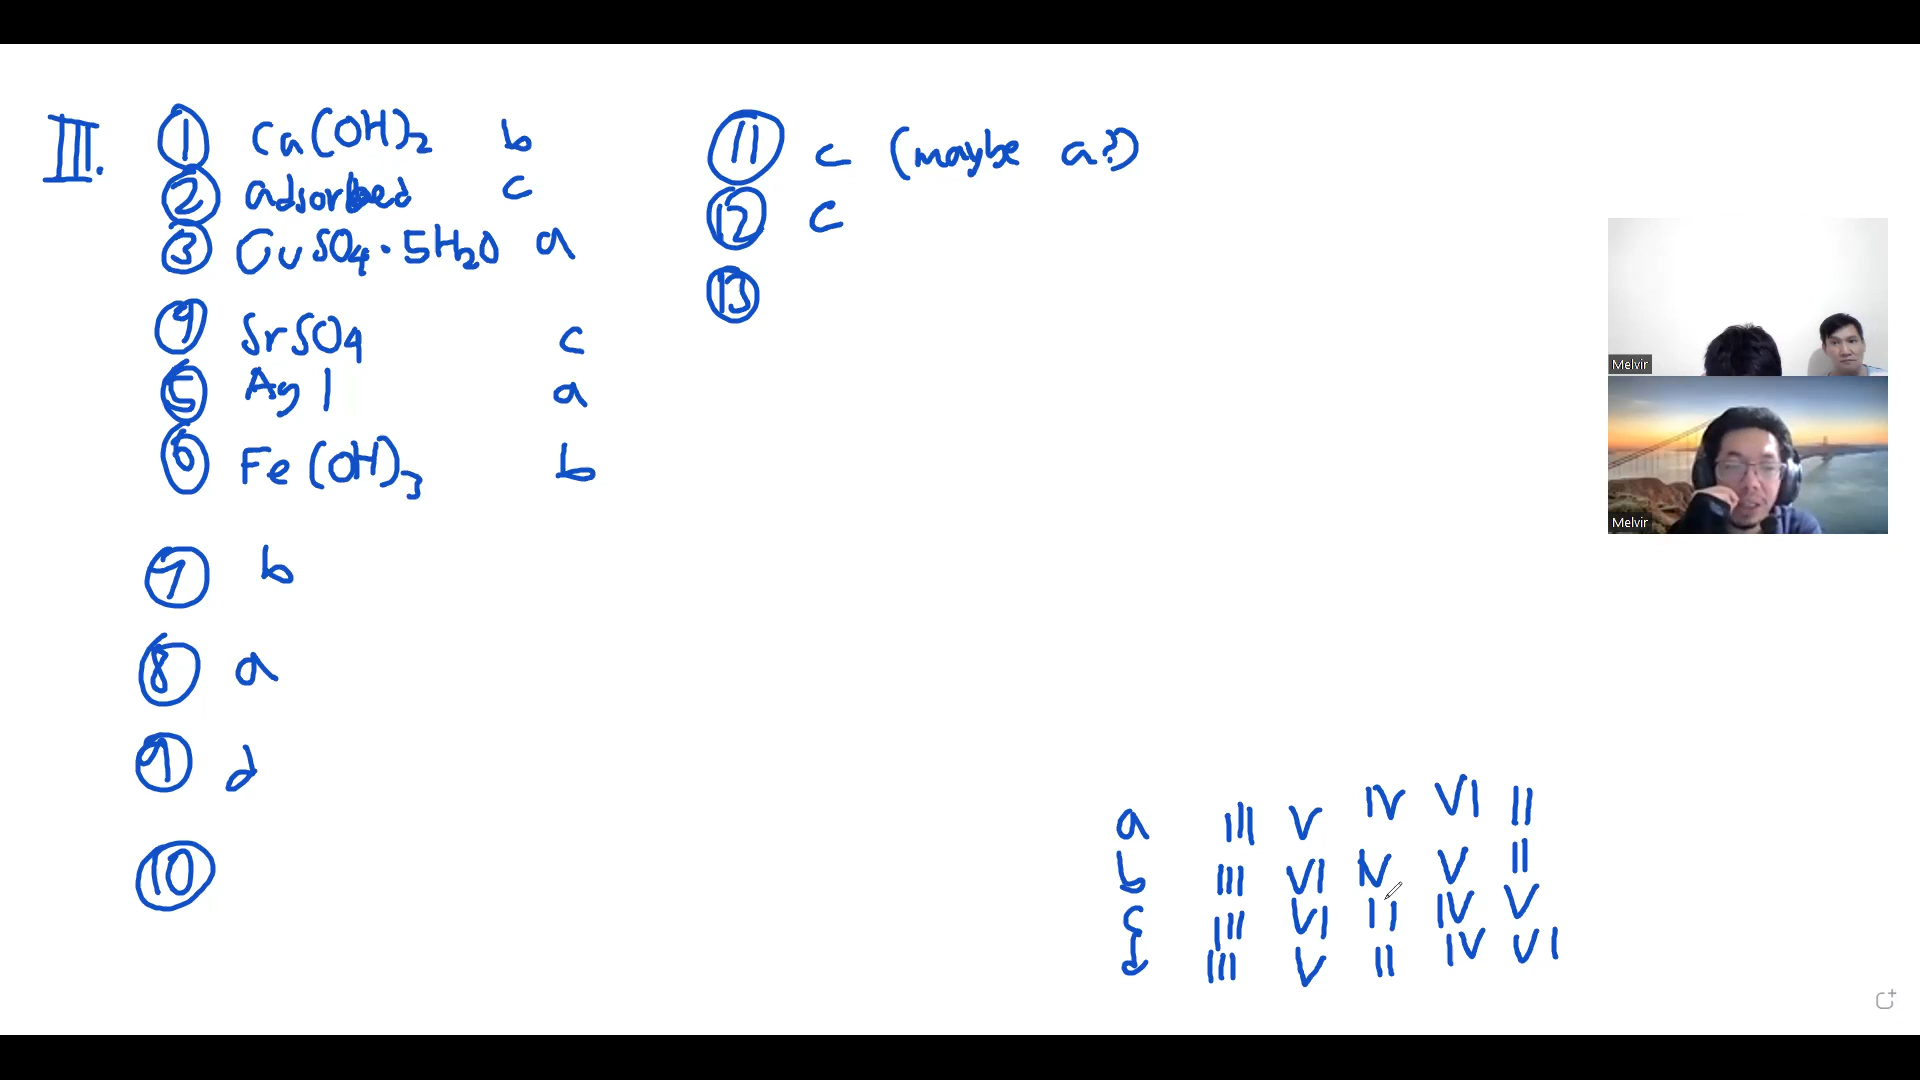 III.
① Ca(OH)₂ b
② adsorbed c
③ CuSO₄·5H₂O a
④ SrSO₄ c
⑤ AgI a
⑥ Fe(OH)₃ b
⑦ b
⑧ a
⑨ d
⑩
⑪ c (maybe a?)
⑫ c
⑬
Melvir
Melvir
a III V IV VI II
b III VI IV V II
c III VI II IV V
d III V II IV VI